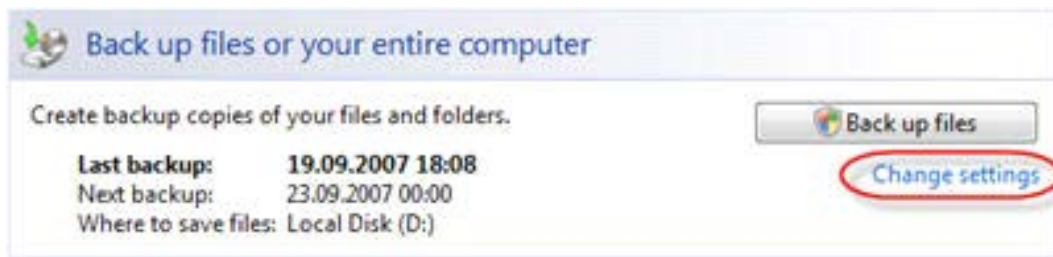 Back up files or your entire computer
Create backup copies of your files and folders.
Back up files
Last backup: 19.09.2007 18:08
Change settings
Next backup: 23.09.2007 00:00
Where to save files: Local Disk (D:)